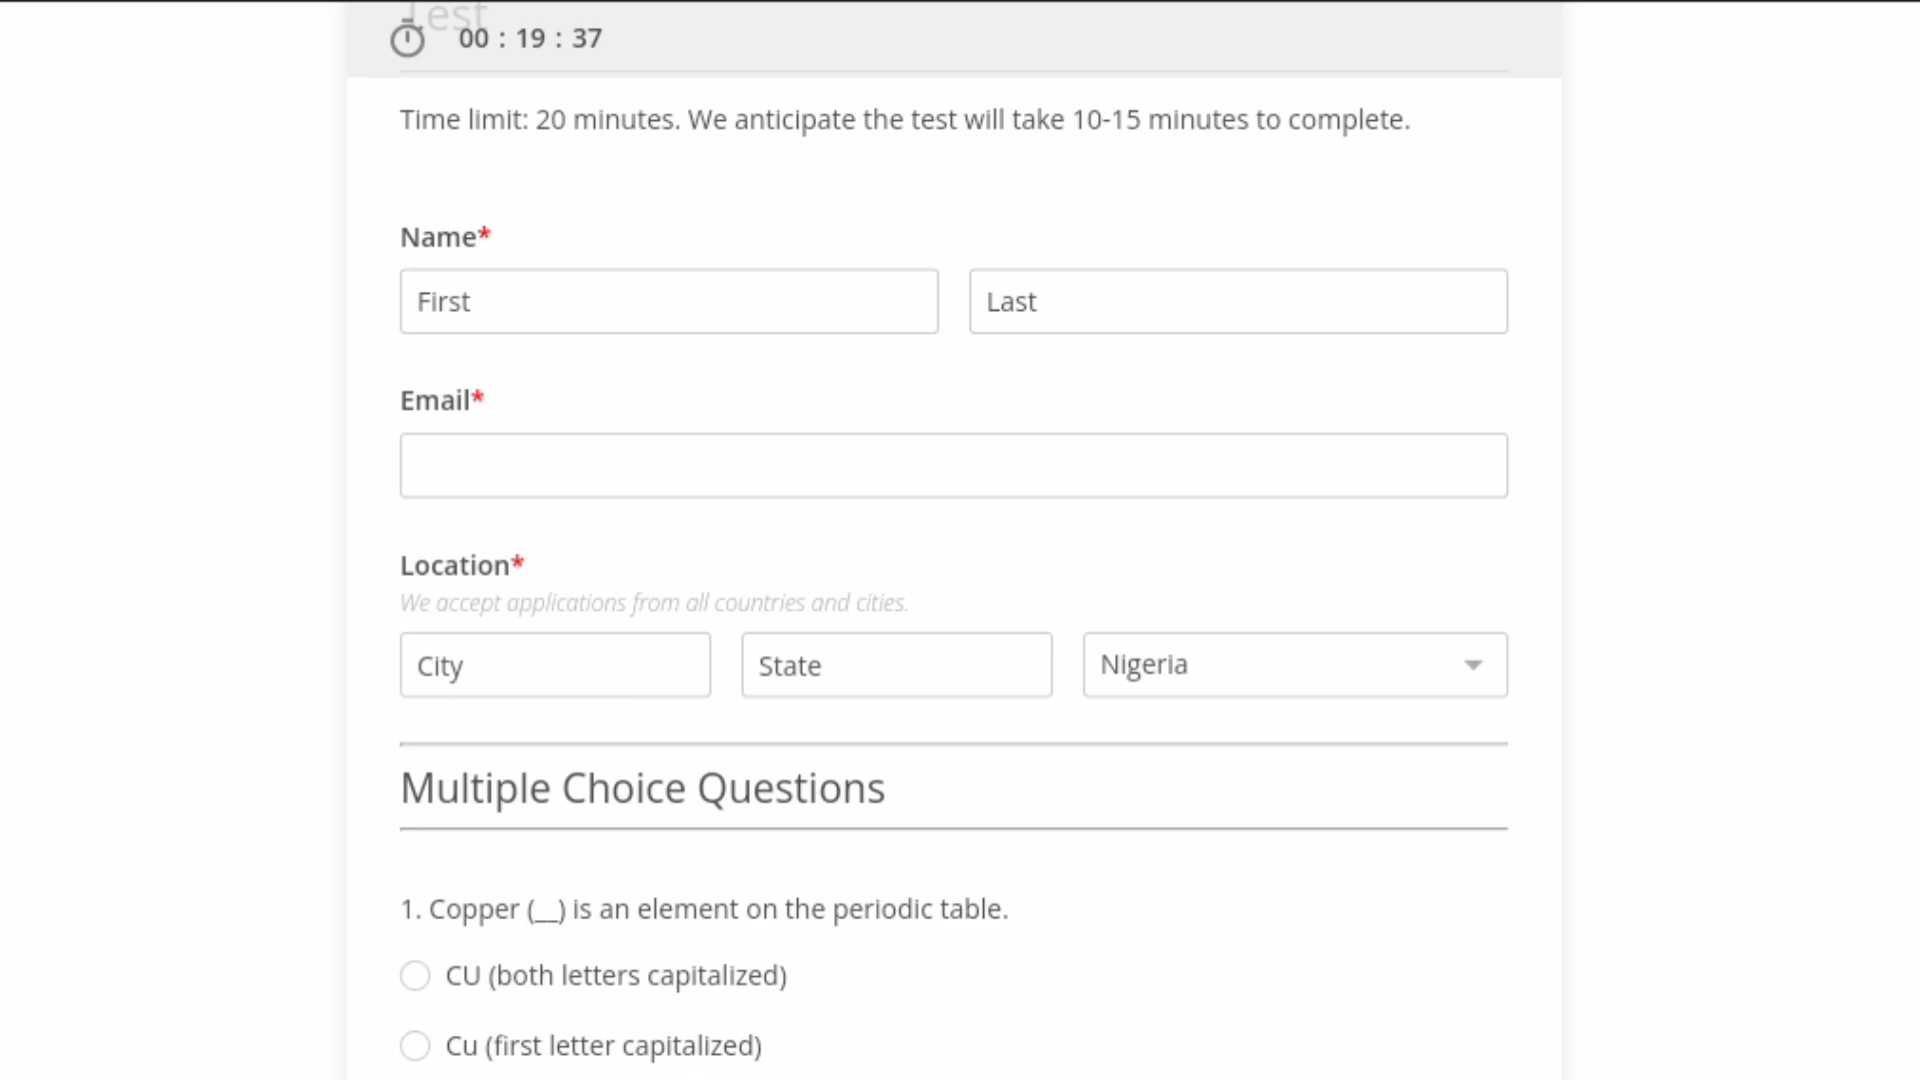 Test
00 : 19 : 37
Time limit: 20 minutes. We anticipate the test will take 10-15 minutes to complete.
Name*
First Last
Email*
Location*
We accept applications from all countries and cities.
City State Nigeria
Multiple Choice Questions
1. Copper (__) is an element on the periodic table.
CU (both letters capitalized)
Cu (first letter capitalized)